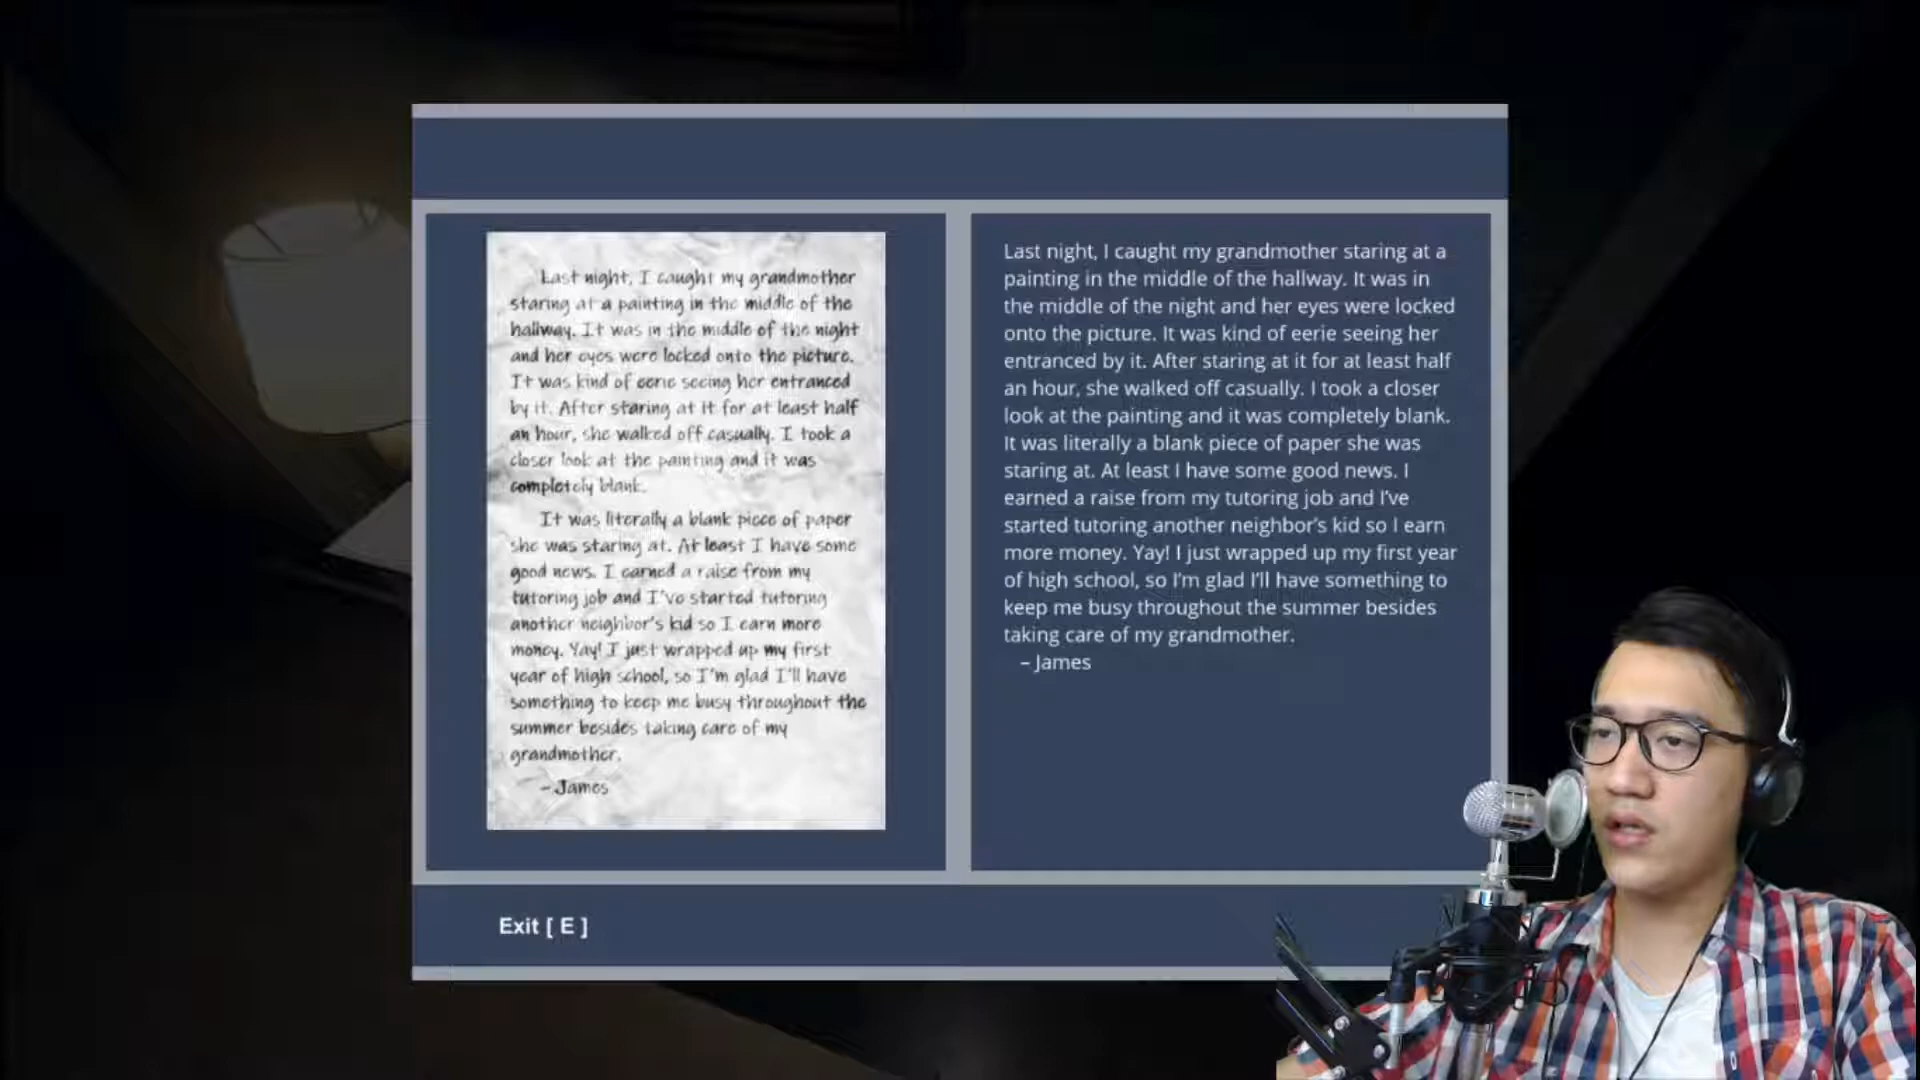 Last night, I caught my grandmother
staring at a painting in the middle of the
hallway. It was in the middle of the night
and her eyes were locked onto the picture.
It was kind of eerie seeing her entranced
by it. After staring at it for at least half
an hour, she walked off casually. I took a
closer look at the painting and it was
completely blank.
It was literally a blank piece of paper
she was staring at. At least I have some
good news. I earned a raise from my
tutoring job and I've started tutoring
another neighbor's kid so I earn more
money. Yay! I just wrapped up my first
year of high school, so I'm glad I'll have
something to keep me busy throughout the
summer besides taking care of my
grandmother.
- James
Last night, I caught my grandmother staring at a
painting in the middle of the hallway. It was in
the middle of the night and her eyes were locked
onto the picture. It was kind of eerie seeing her
entranced by it. After staring at it for at least half
an hour, she walked off casually. I took a closer
look at the painting and it was completely blank.
It was literally a blank piece of paper she was
staring at. At least I have some good news. I
earned a raise from my tutoring job and I've
started tutoring another neighbor's kid so I earn
more money. Yay! I just wrapped up my first year
of high school, so I'm glad I'll have something to
keep me busy throughout the summer besides
taking care of my grandmother.
– James
Exit [ E ]